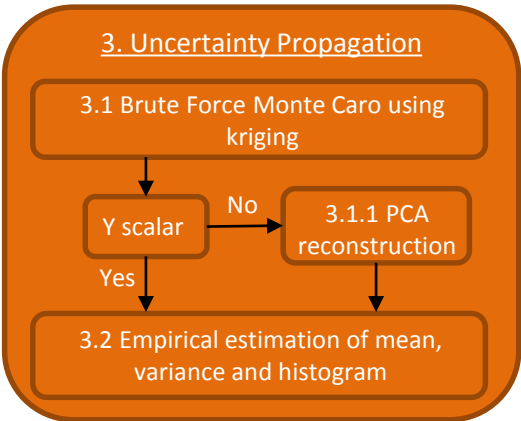 3. Uncertainty Propagation
3.1 Brute Force Monte Caro using
kriging
Y scalar
No
3.1.1 PCA
reconstruction
Yes
3.2 Empirical estimation of mean,
variance and histogram